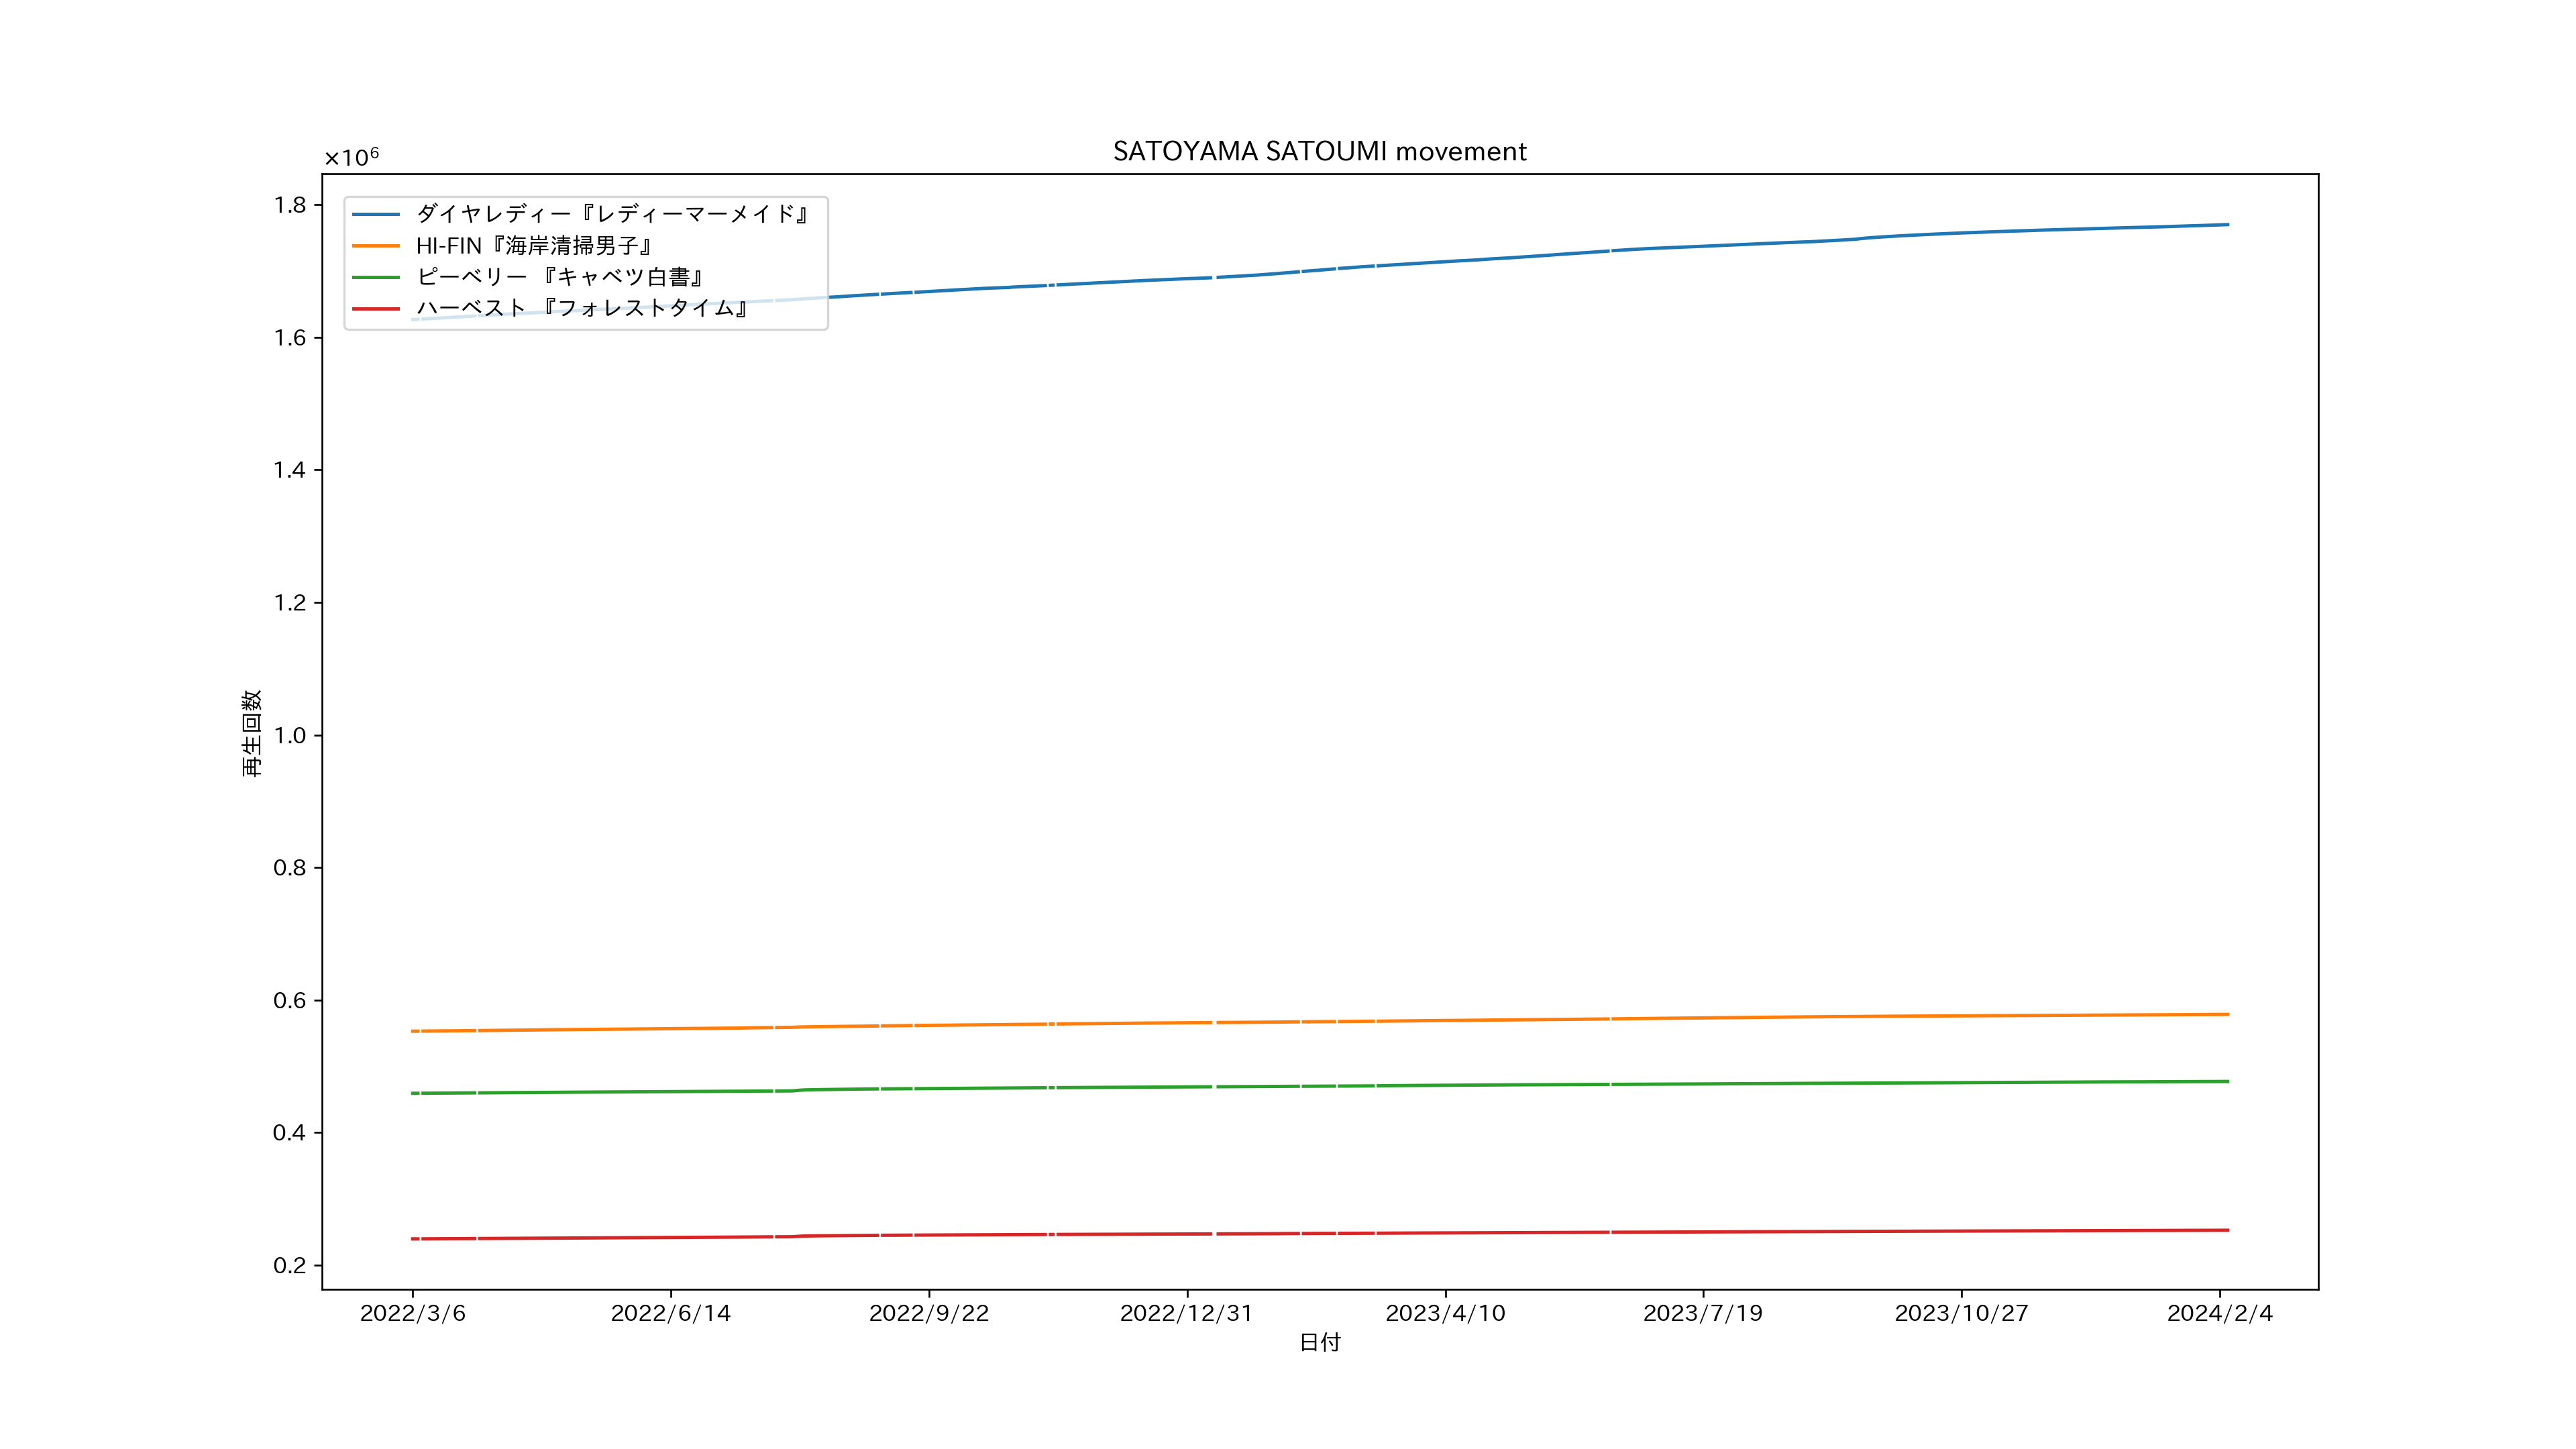 SATOYAMA SATOUMI movement
×10⁶
ダイヤレディー『レディーマーメイド』
HI-FIN『海岸清掃男子』
ピーベリー 『キャベツ白書』
ハーベスト 『フォレストタイム』
再生回数
1.8
1.6
1.4
1.2
1.0
0.8
0.6
0.4
0.2
2022/3/6 2022/6/14 2022/9/22 2022/12/31 2023/4/10 2023/7/19 2023/10/27 2024/2/4
日付